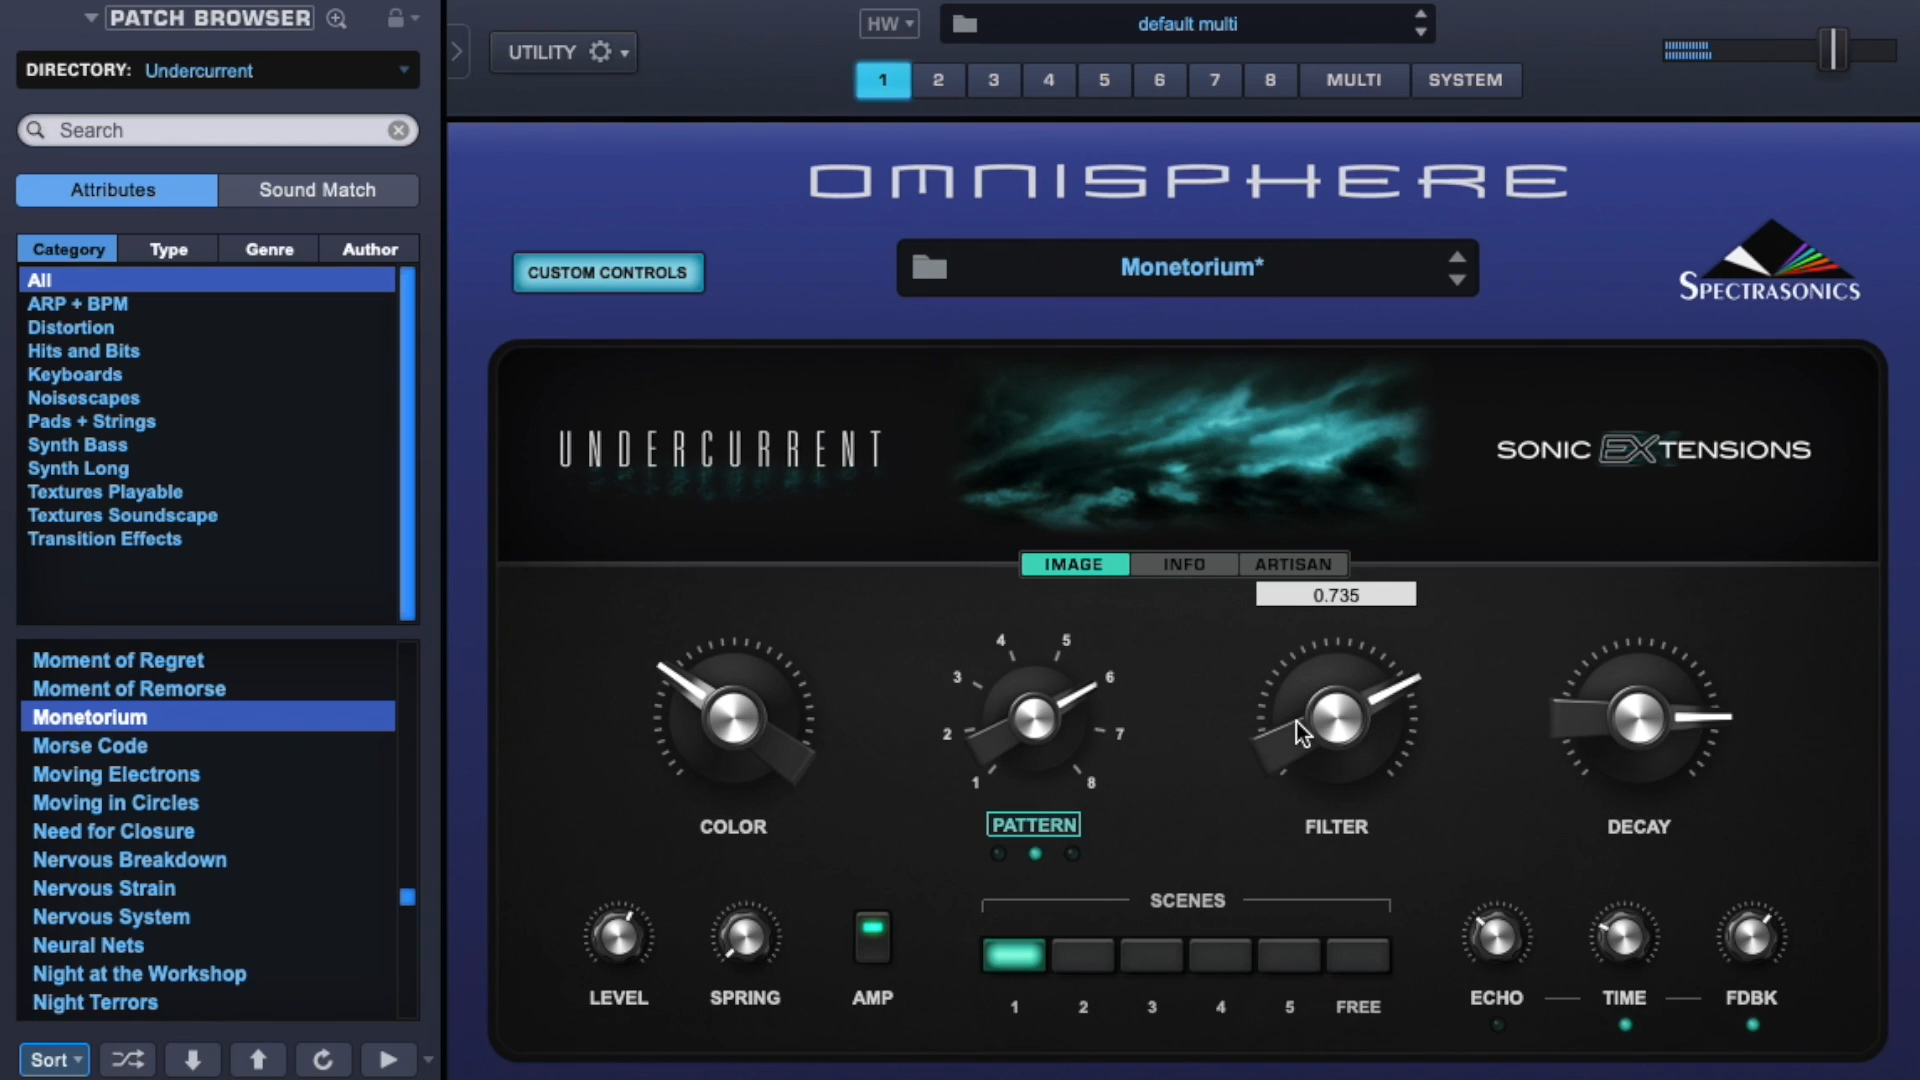 PATCH BROWSER
DIRECTORY: Undercurrent
Search
Attributes
Sound Match
Category
Type
Genre
Author
All
ARP + BPM
Distortion
Hits and Bits
Keyboards
Noisescapes
Pads + Strings
Synth Bass
Synth Long
Textures Playable
Textures Soundscape
Transition Effects
Moment of Regret
Moment of Remorse
Monetorium
Morse Code
Moving Electrons
Moving in Circles
Need for Closure
Nervous Breakdown
Nervous Strain
Nervous System
Neural Nets
Night at the Workshop
Night Terrors
Sort
UTILITY
HW
default multi
1 2 3 4 5 6 7 8 MULTI SYSTEM
OMNISPHERE
CUSTOM CONTROLS
Monetorium*
SPECTRASONICS
UNDERCURRENT
SONIC EXTENSIONS
IMAGE INFO ARTISAN
0.735
COLOR
1 2 3 4 5 6 7 8
PATTERN
FILTER
DECAY
LEVEL
SPRING
AMP
SCENES
1 2 3 4 5 FREE
ECHO
TIME
FDBK